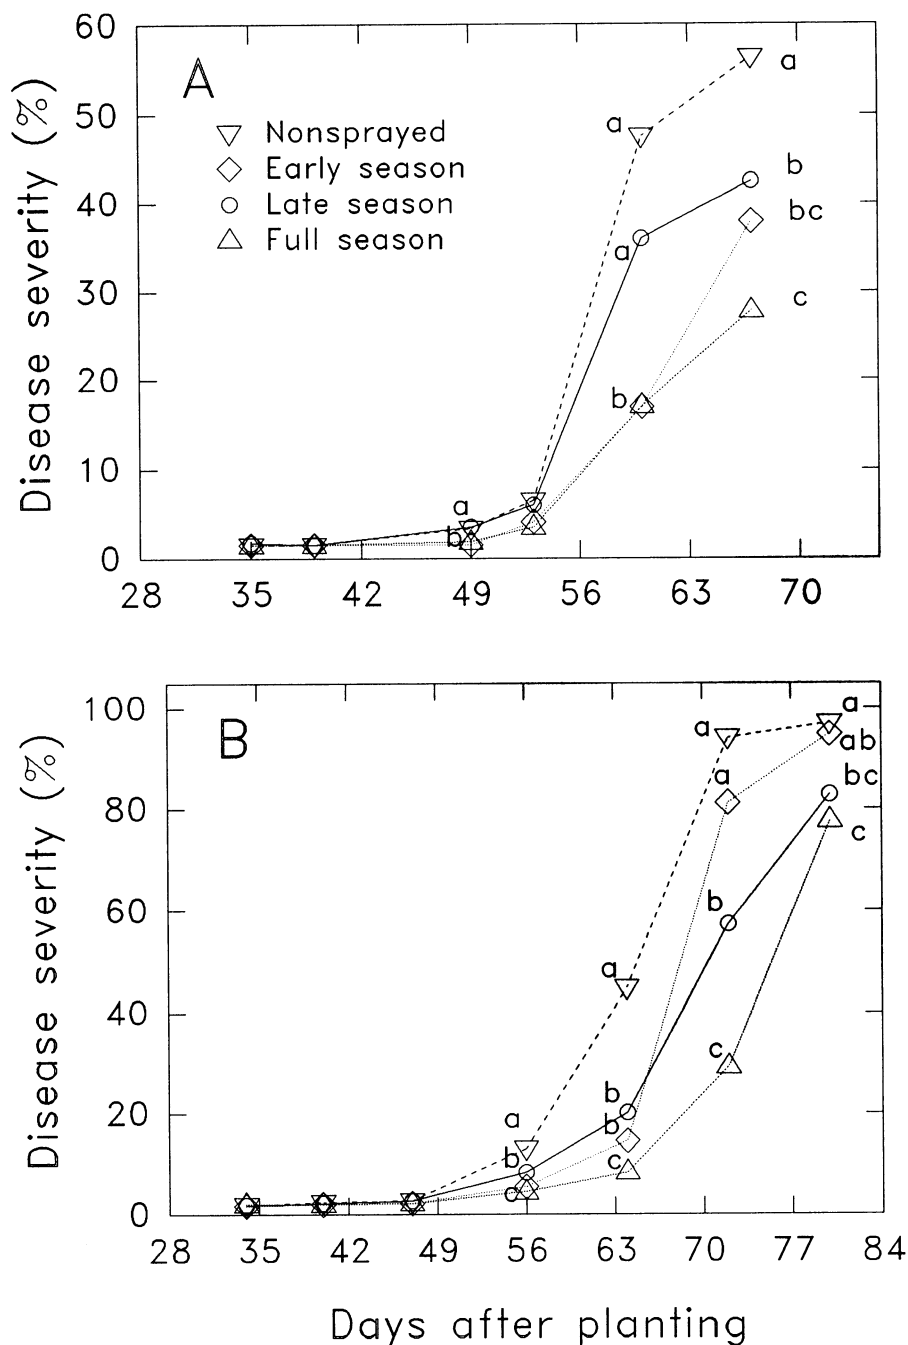 60
A
a
Disease severity (%)
50
▽ Nonsprayed
a
◇ Early season
b
40
○ Late season
bc
△ Full season
a
30
c
20
b
10
a
b
0
28 35 42 49 56 63 70
100
B
a
a
ab
Disease severity (%)
a
bc
80
c
b
60
a
40
c
b
20
b
a
b
c
c
0
28 35 42 49 56 63 70 77 84
Days after planting